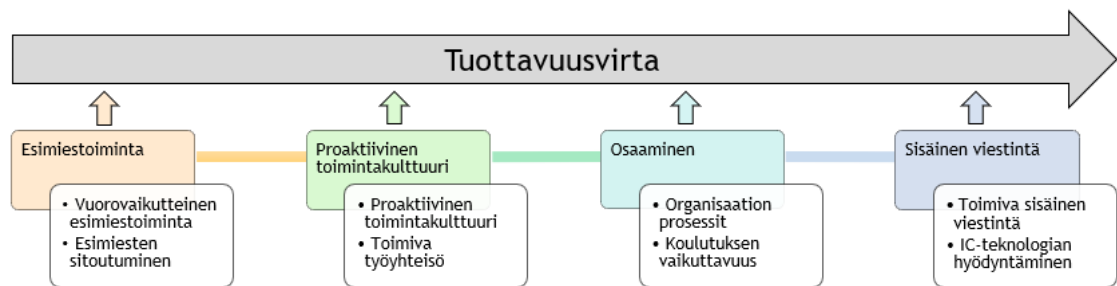 Tuottavuusvirta
Esimiestoiminta
• Vuorovaikutteinen
esimiestoiminta
• Esimiesten
sitoutuminen
Proaktiivinen
toimintakulttuuri
• Proaktiivinen
toimintakulttuuri
• Toimiva
työyhteisö
Osaaminen
• Organisaation
prosessit
• Koulutuksen
vaikuttavuus
Sisäinen viestintä
• Toimiva sisäinen
viestintä
• IC-teknologian
hyödyntäminen